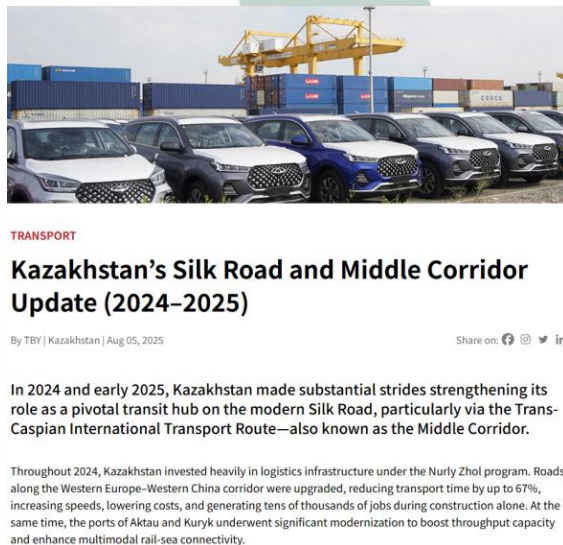 COSCO
TRANSPORT
Kazakhstan’s Silk Road and Middle Corridor
Update (2024–2025)
By TBY | Kazakhstan | Aug 05, 2025
Share on:
In 2024 and early 2025, Kazakhstan made substantial strides strengthening its
role as a pivotal transit hub on the modern Silk Road, particularly via the Trans-
Caspian International Transport Route—also known as the Middle Corridor.
Throughout 2024, Kazakhstan invested heavily in logistics infrastructure under the Nurly Zhol program. Roads
along the Western Europe–Western China corridor were upgraded, reducing transport time by up to 67%,
increasing speeds, lowering costs, and generating tens of thousands of jobs during construction alone. At the
same time, the ports of Aktau and Kuryk underwent significant modernization to boost throughput capacity
and enhance multimodal rail-sea connectivity.